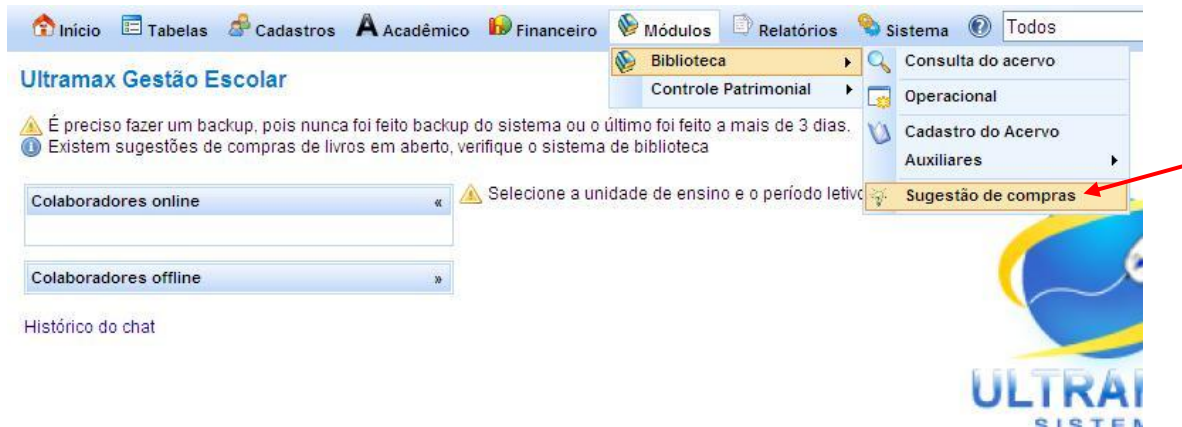 Início Tabelas Cadastros Acadêmico Financeiro Módulos Relatórios Sistema Todos
Biblioteca
Controle Patrimonial
Consulta do acervo
Operacional
Cadastro do Acervo
Auxiliares
Sugestão de compras
Ultramax Gestão Escolar
É preciso fazer um backup, pois nunca foi feito backup do sistema ou o último foi feito a mais de 3 dias.
Existem sugestões de compras de livros em aberto, verifique o sistema de biblioteca
Colaboradores online «
Selecione a unidade de ensino e o período letivo
Colaboradores offline »
Histórico do chat